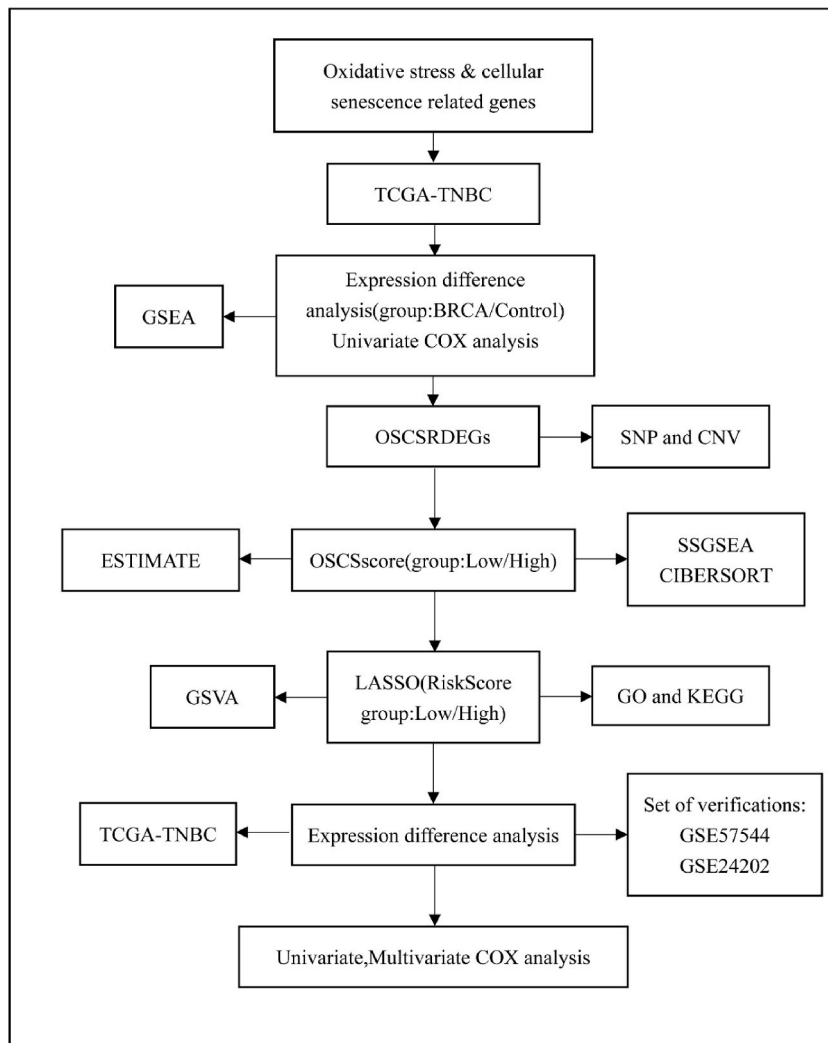 Oxidative stress & cellular
senescence related genes
TCGA-TNBC
Expression difference
analysis(group:BRCA/Control)
Univariate COX analysis
GSEA
OSCSRDEGs
SNP and CNV
ESTIMATE
OSCSscore(group:Low/High)
SSGSEA
CIBERSORT
GSVA
LASSO(RiskScore
group:Low/High)
GO and KEGG
TCGA-TNBC
Expression difference analysis
Set of verifications:
GSE57544
GSE24202
Univariate,Multivariate COX analysis